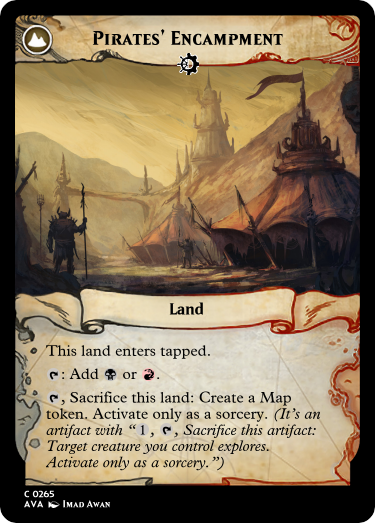 Pirates' Encampment
Land
This land enters tapped.
: Add or .
, Sacrifice this land: Create a Map
token. Activate only as a sorcery. (It's an
artifact with “1, , Sacrifice this artifact:
Target creature you control explores.
Activate only as a sorcery.”)
C 0265
AVA Imad Awan